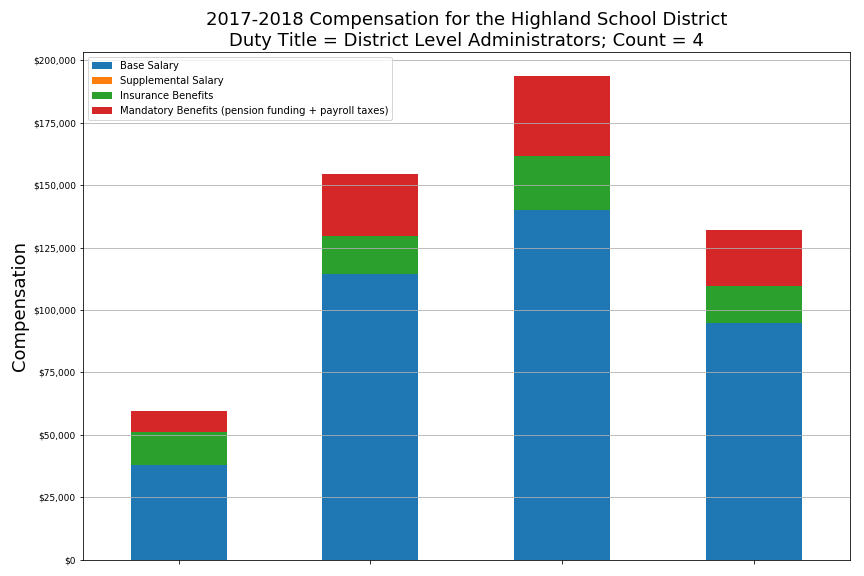 2017-2018 Compensation for the Highland School District
Duty Title = District Level Administrators; Count = 4
Base Salary
Supplemental Salary
Insurance Benefits
Mandatory Benefits (pension funding + payroll taxes)
$200,000
$175,000
$150,000
$125,000
$100,000
$75,000
$50,000
$25,000
$0
Compensation